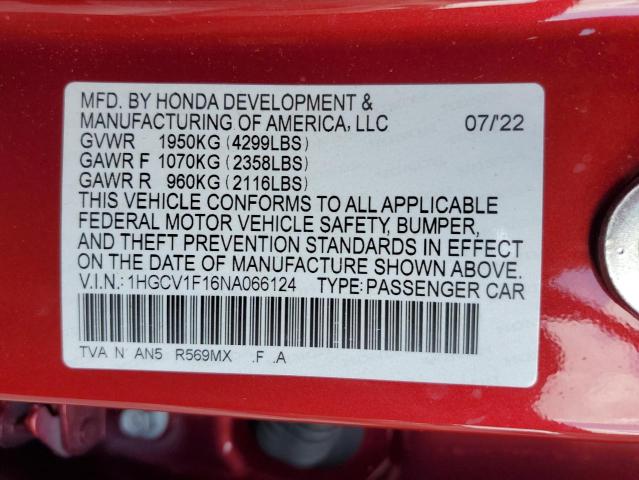 MFD. BY HONDA DEVELOPMENT &
MANUFACTURING OF AMERICA, LLC 07/'22
GVWR 1950KG (4299LBS)
GAWR F 1070KG (2358LBS)
GAWR R 960KG (2116LBS)
THIS VEHICLE CONFORMS TO ALL APPLICABLE
FEDERAL MOTOR VEHICLE SAFETY, BUMPER,
AND THEFT PREVENTION STANDARDS IN EFFECT
ON THE DATE OF MANUFACTURE SHOWN ABOVE.
V.I.N.: 1HGCV1F16NA066124 TYPE: PASSENGER CAR
TVA N AN5 R569MX .F .A